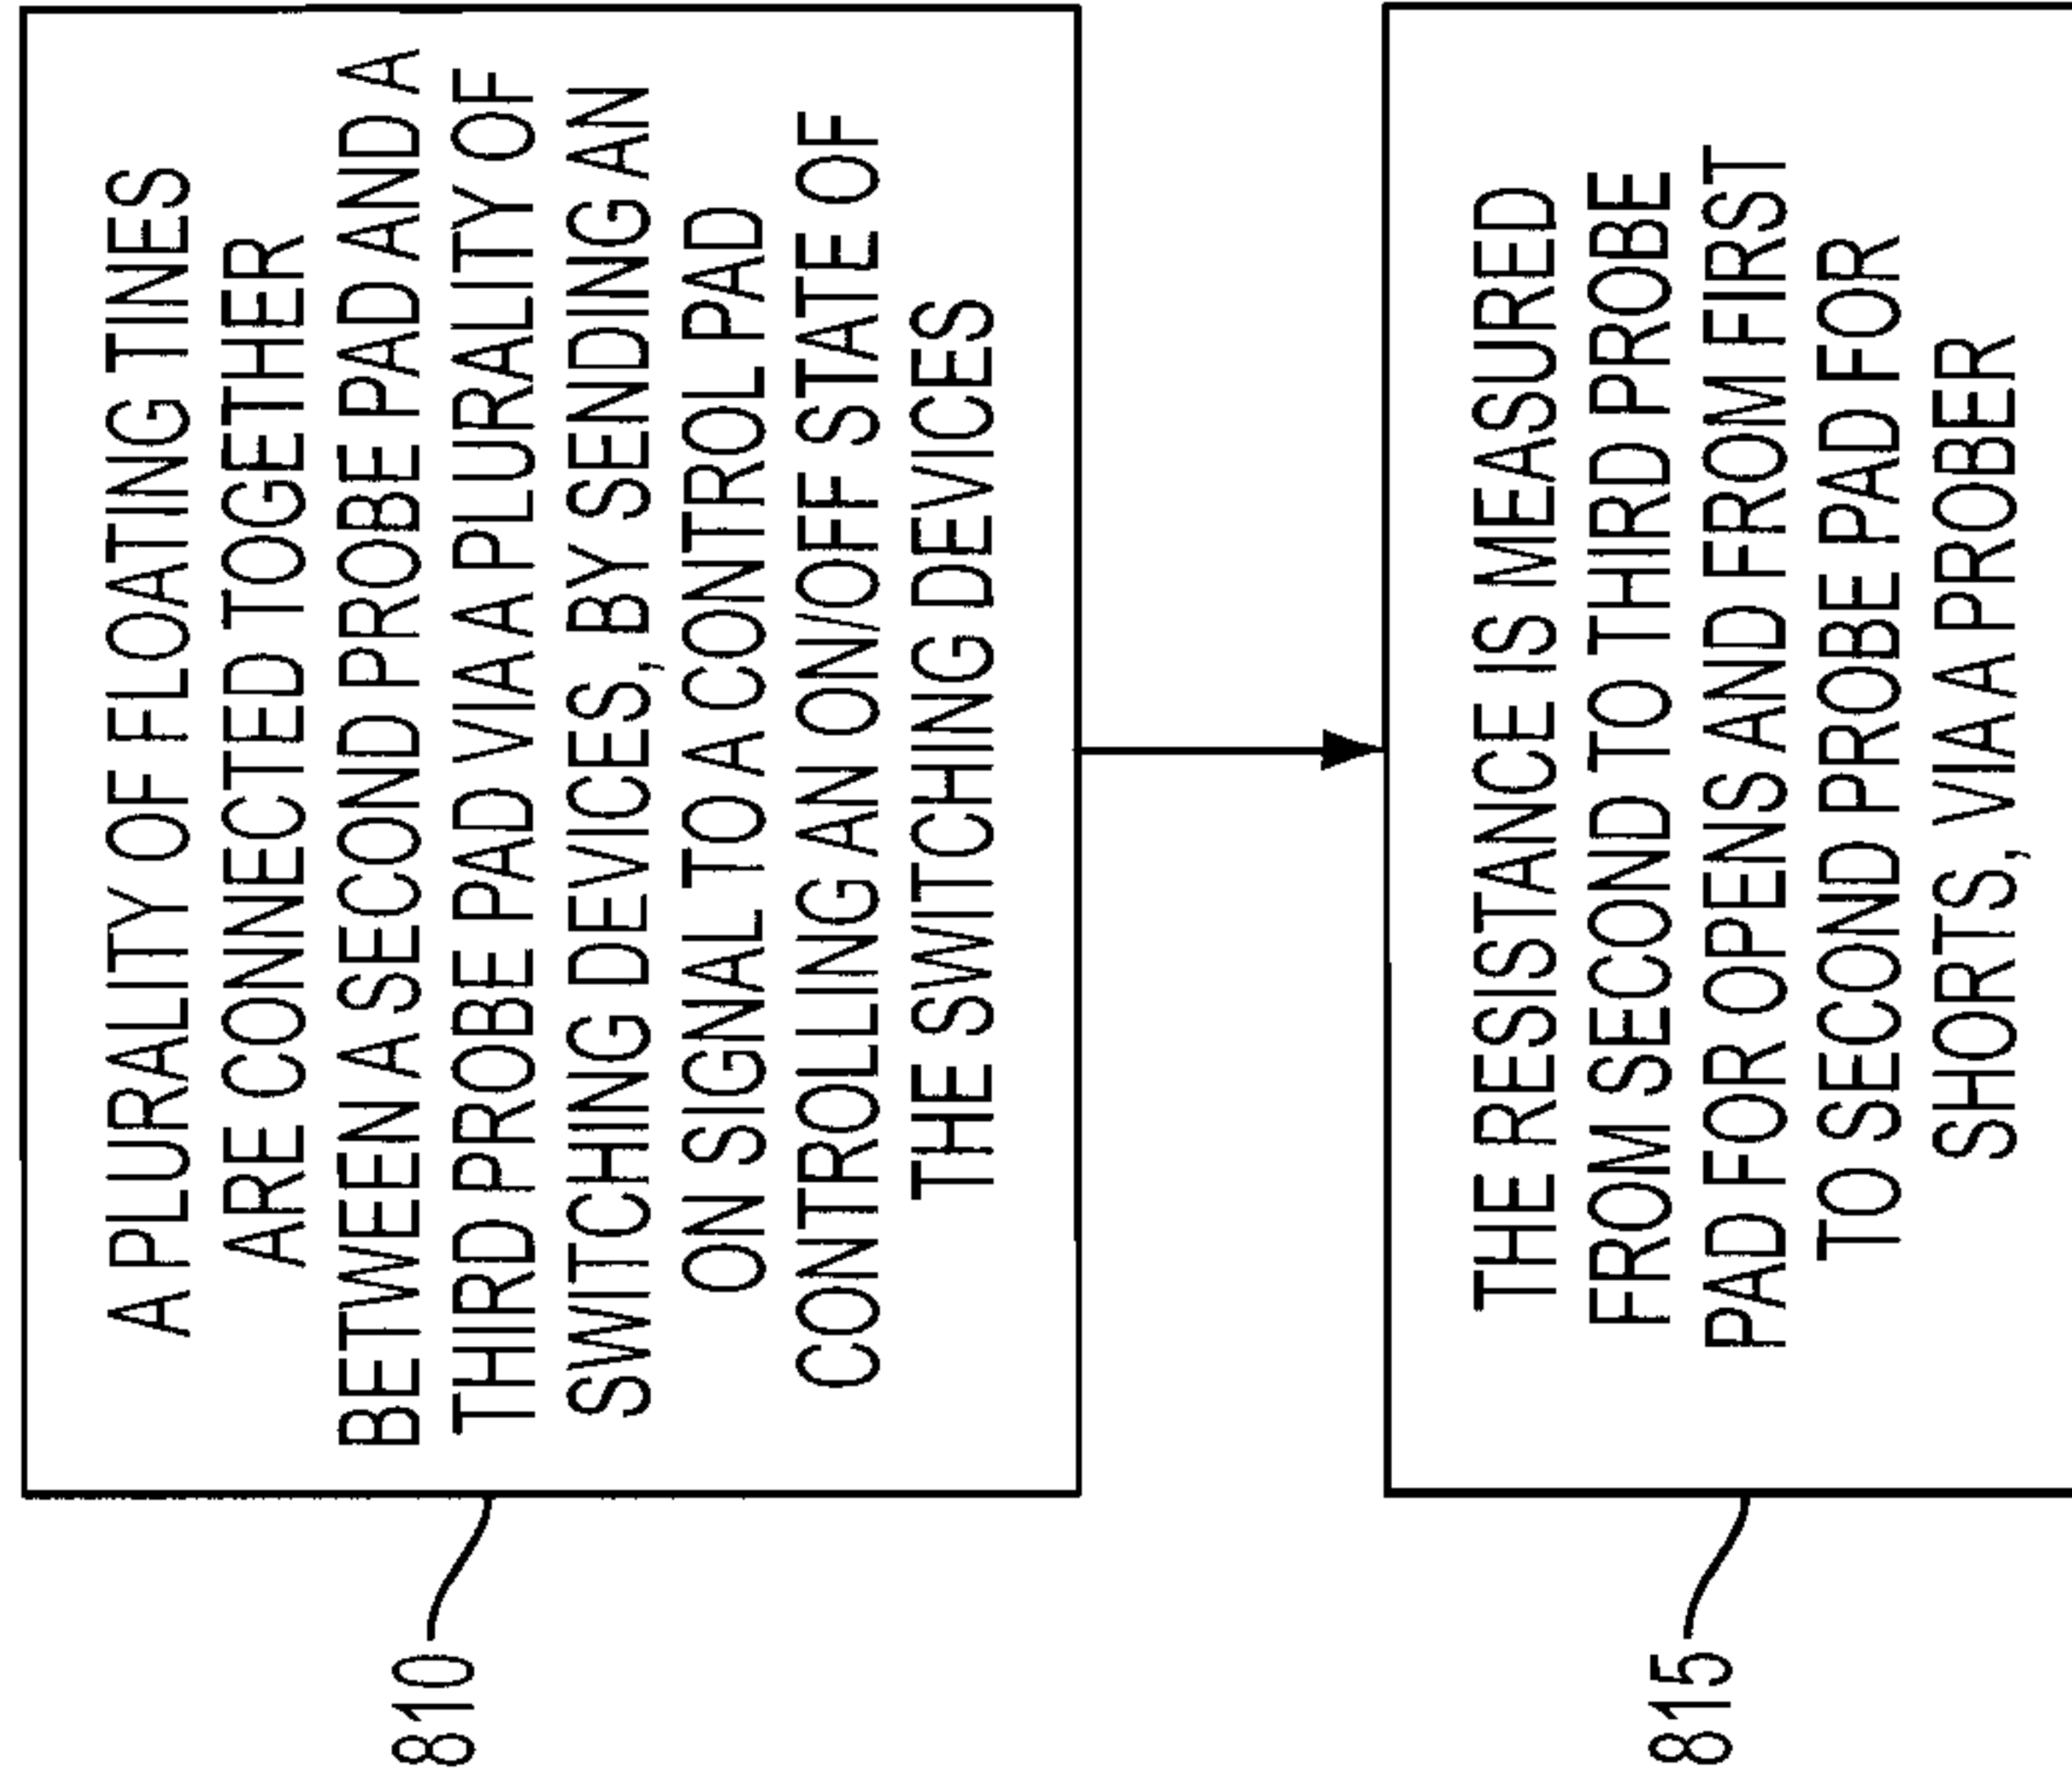 A PLURALITY OF FLOATING TINES
ARE CONNECTED TOGETHER
BETWEEN A SECOND PROBE PAD AND A
THIRD PROBE PAD VIA A PLURALITY OF
SWITCHING DEVICES, BY SENDING AN
ON SIGNAL TO A CONTROL PAD
CONTROLLING AN ON/OFF STATE OF
THE SWITCHING DEVICES
810
THE RESISTANCE IS MEASURED
FROM SECOND TO THIRD PROBE
PAD FOR OPENS AND FROM FIRST
TO SECOND PROBE PAD FOR
SHORTS, VIA A PROBER
815